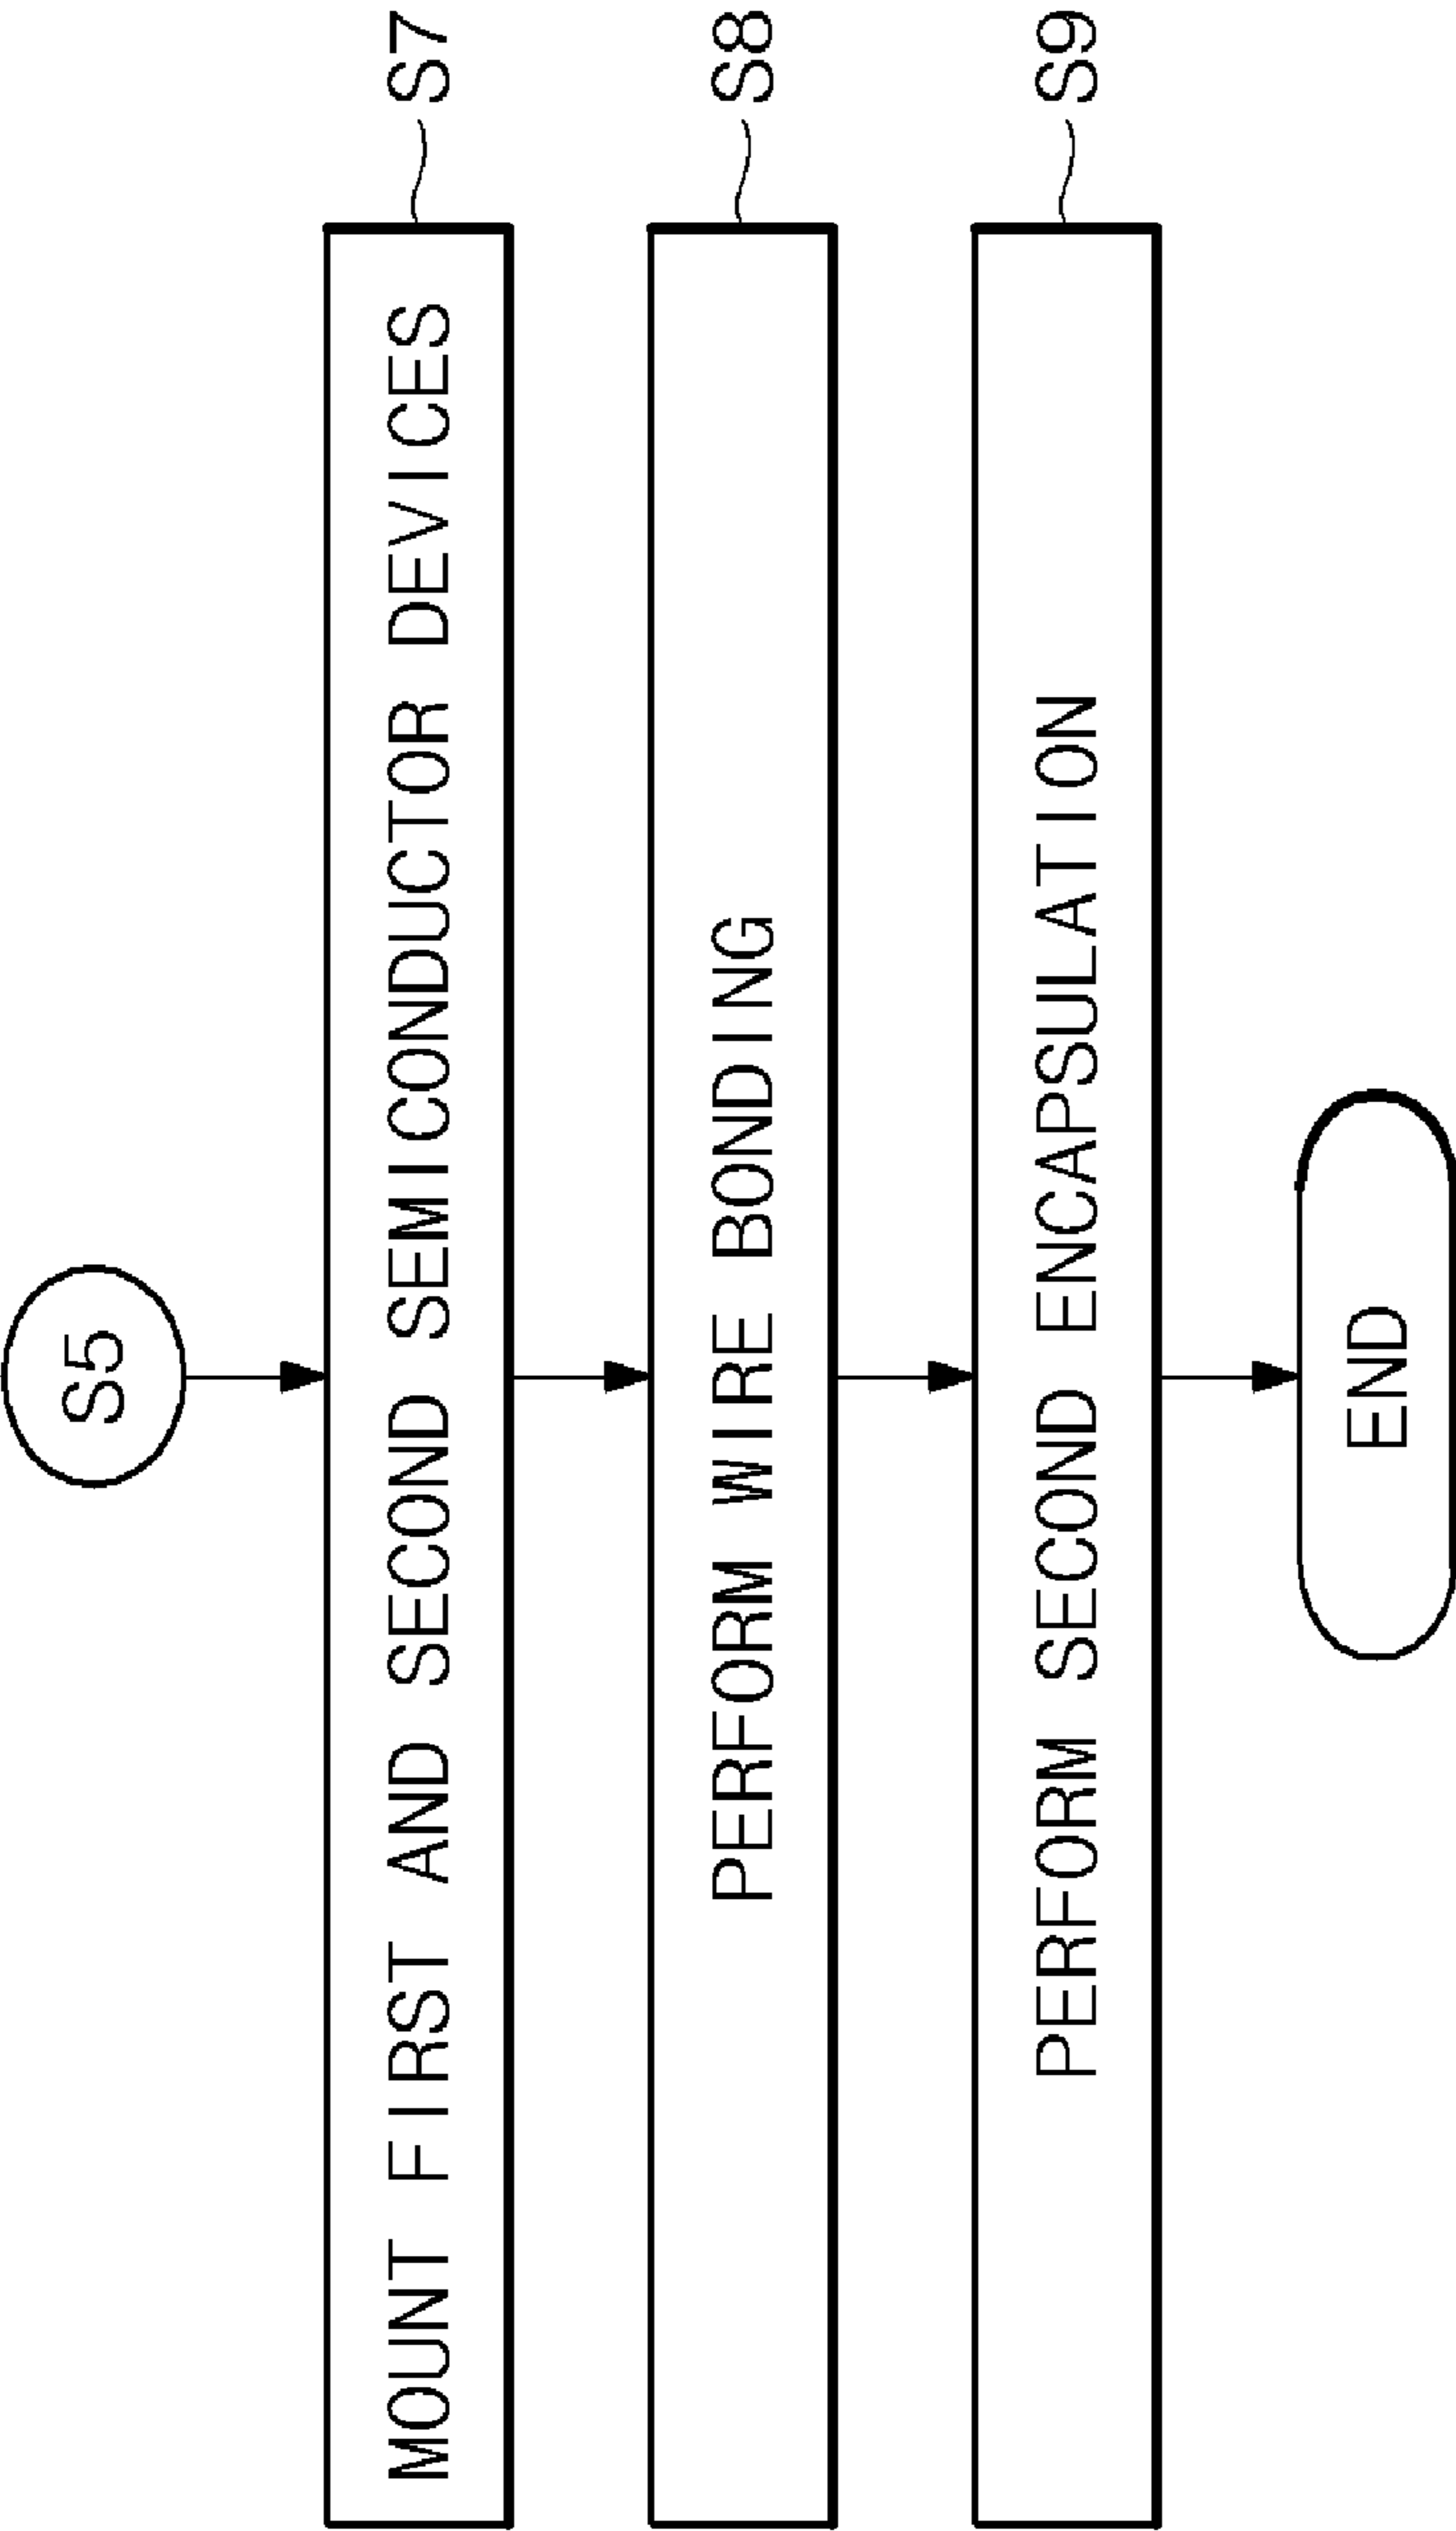 S5
MOUNT FIRST AND SECOND SEMICONDUCTOR DEVICES
S7
PERFORM WIRE BONDING
S8
PERFORM SECOND ENCAPSULATION
S9
END